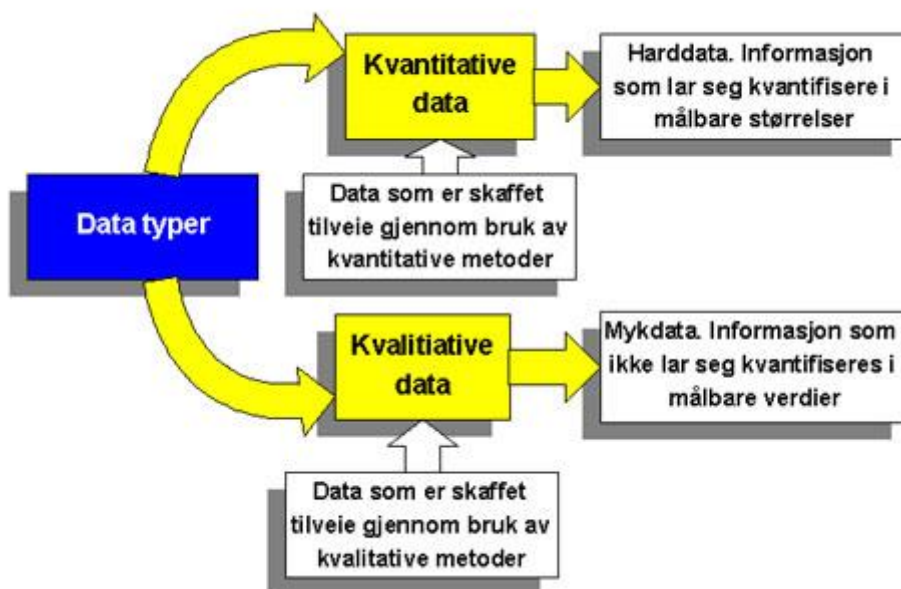 Kvantitative
data
Harddata. Informasjon
som lar seg kvantifisere i
målbare størrelser
Data typer
Data som er skaffet
tilveie gjennom bruk av
kvantitative metoder
Kvalitiative
data
Mykdata. Informasjon som
ikke lar seg kvantifiseres i
målbare verdier
Data som er skaffet
tilveie gjennom bruk av
kvalitative metoder